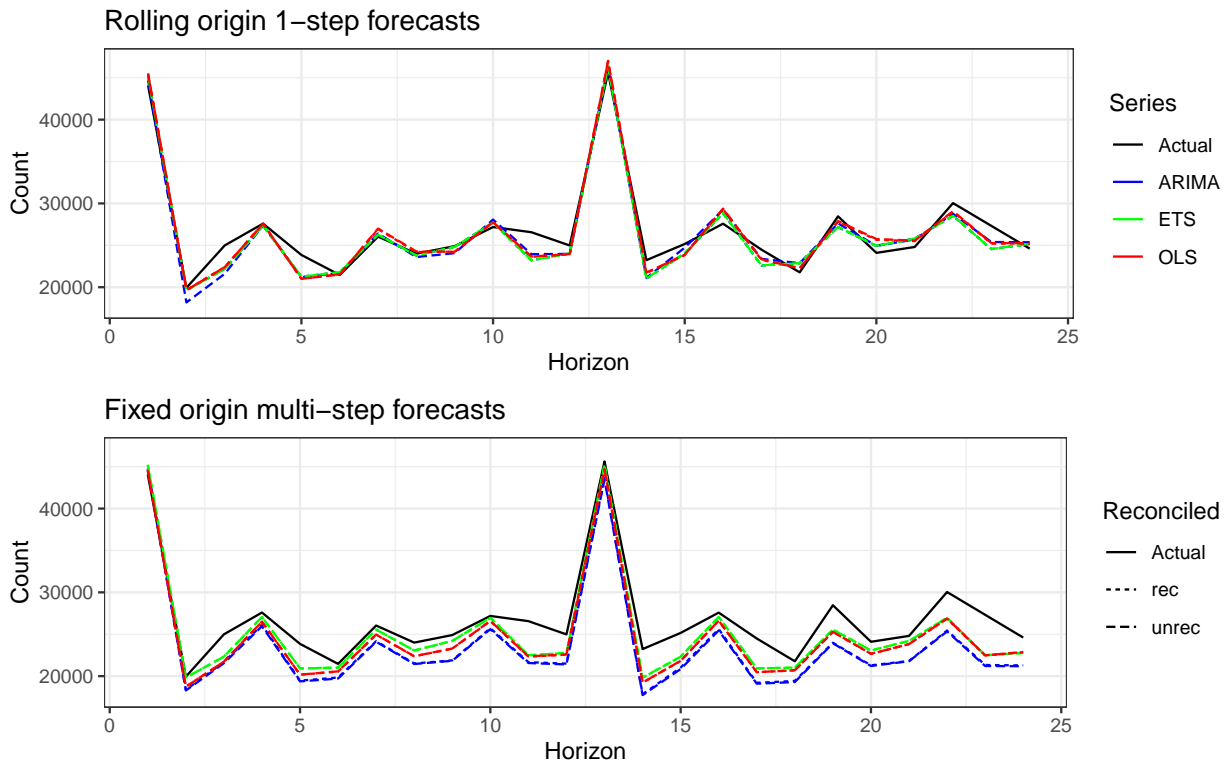 Rolling origin 1−step forecasts
40000
30000
20000
Count
0 5 10 15 20 25
Horizon
Series
Actual
ARIMA
ETS
OLS
Fixed origin multi−step forecasts
40000
30000
20000
Count
0 5 10 15 20 25
Horizon
Reconciled
Actual
rec
unrec